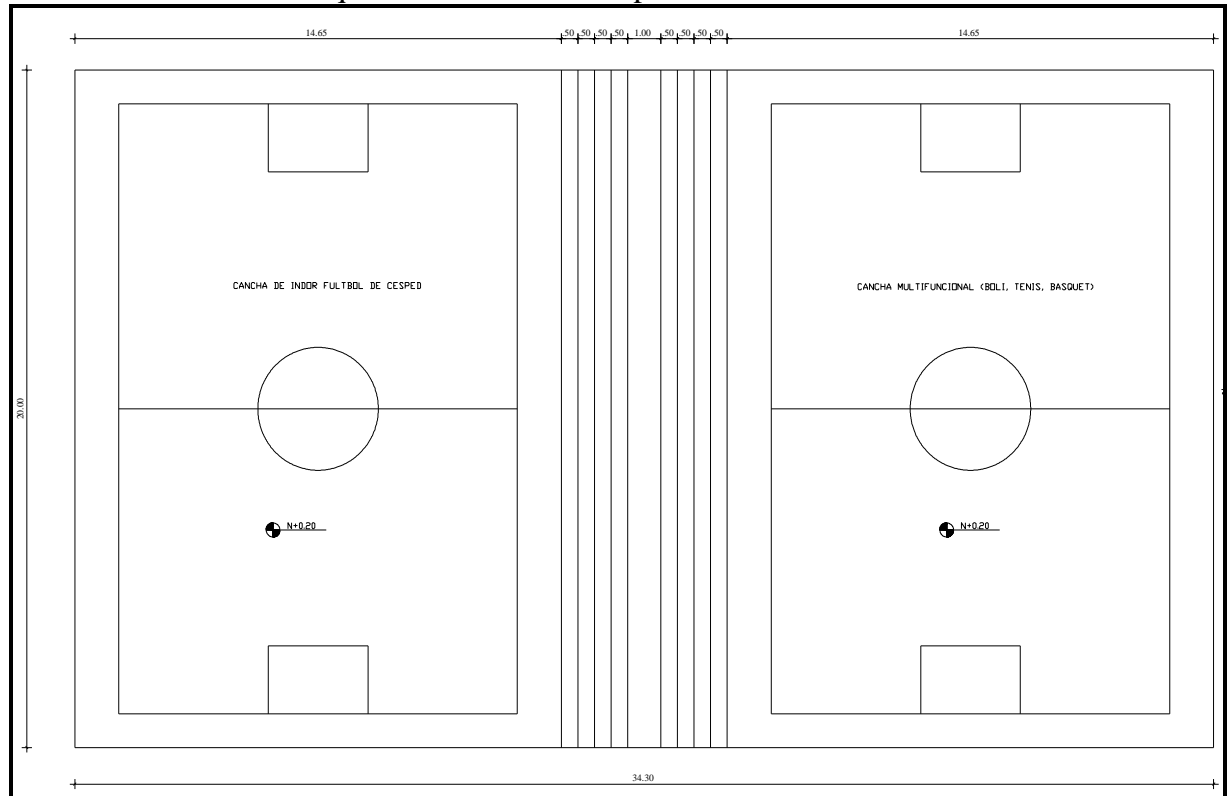 14.65 .50 .50 .50 .50 1.00 .50 .50 .50 .50 14.65
CANCHA DE INDOR FULTBOL DE CESPED
CANCHA MULTIFUNCIONAL (BOLI, TENIS, BASQUET)
20.00
N+0.20
N+0.20
34.30